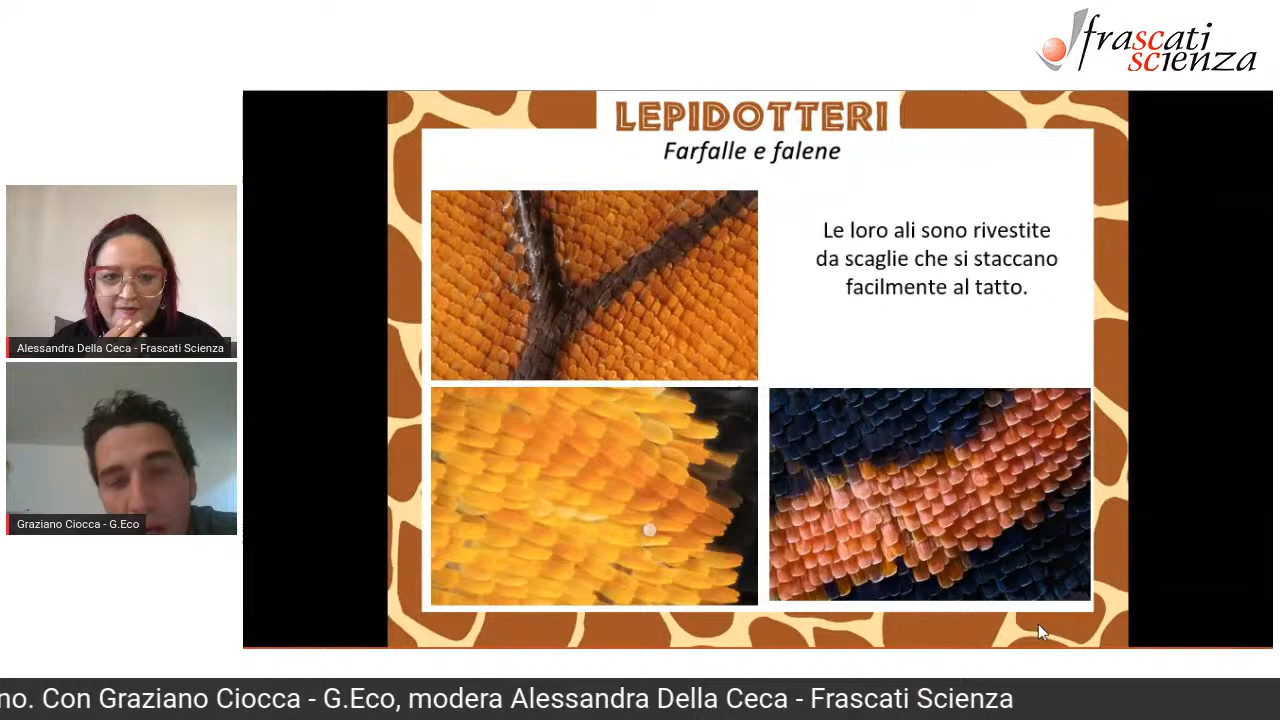 frascati
scienza
LEPIDOTTERI
Farfalle e falene
Le loro ali sono rivestite
da scaglie che si staccano
facilmente al tatto.
Alessandra Della Ceca - Frascati Scienza
Graziano Ciocca - G.Eco
no. Con Graziano Ciocca - G.Eco, modera Alessandra Della Ceca - Frascati Scienza